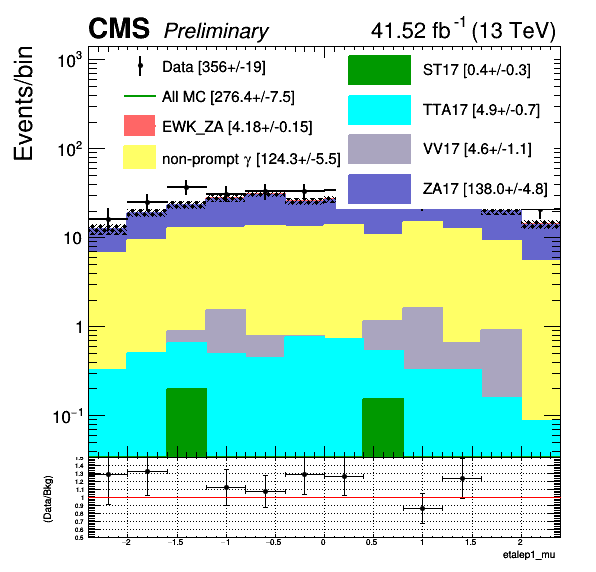 CMS Preliminary 41.52 fb⁻¹ (13 TeV)
Events/bin
10³
10²
10
1
10⁻¹
Data [356+/-19]
All MC [276.4+/-7.5]
EWK_ZA [4.18+/-0.15]
non-prompt γ [124.3+/-5.5]
ST17 [0.4+/-0.3]
TTA17 [4.9+/-0.7]
VV17 [4.6+/-1.1]
ZA17 [138.0+/-4.8]
(Data/Bkg)
1.5
1.4
1.3
1.2
1.1
1
0.9
0.8
0.7
0.6
0.5
−2 −1.5 −1 −0.5 0 0.5 1 1.5 2
etalep1_mu